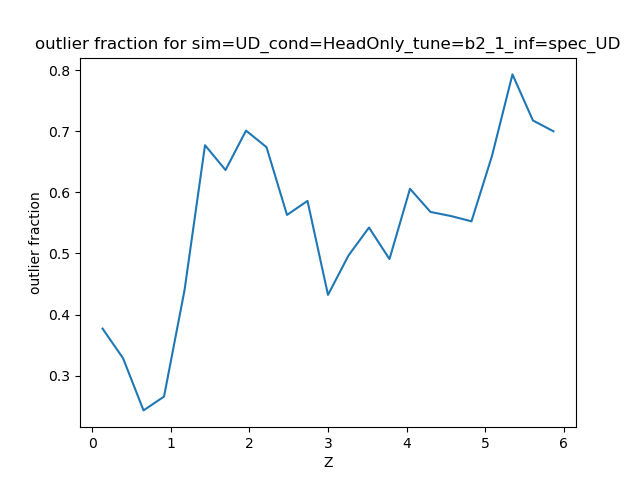 outlier fraction for sim=UD_cond=HeadOnly_tune=b2_1_inf=spec_UD
0.8
0.7
0.6
0.5
0.4
0.3
outlier fraction
0 1 2 3 4 5 6
Z